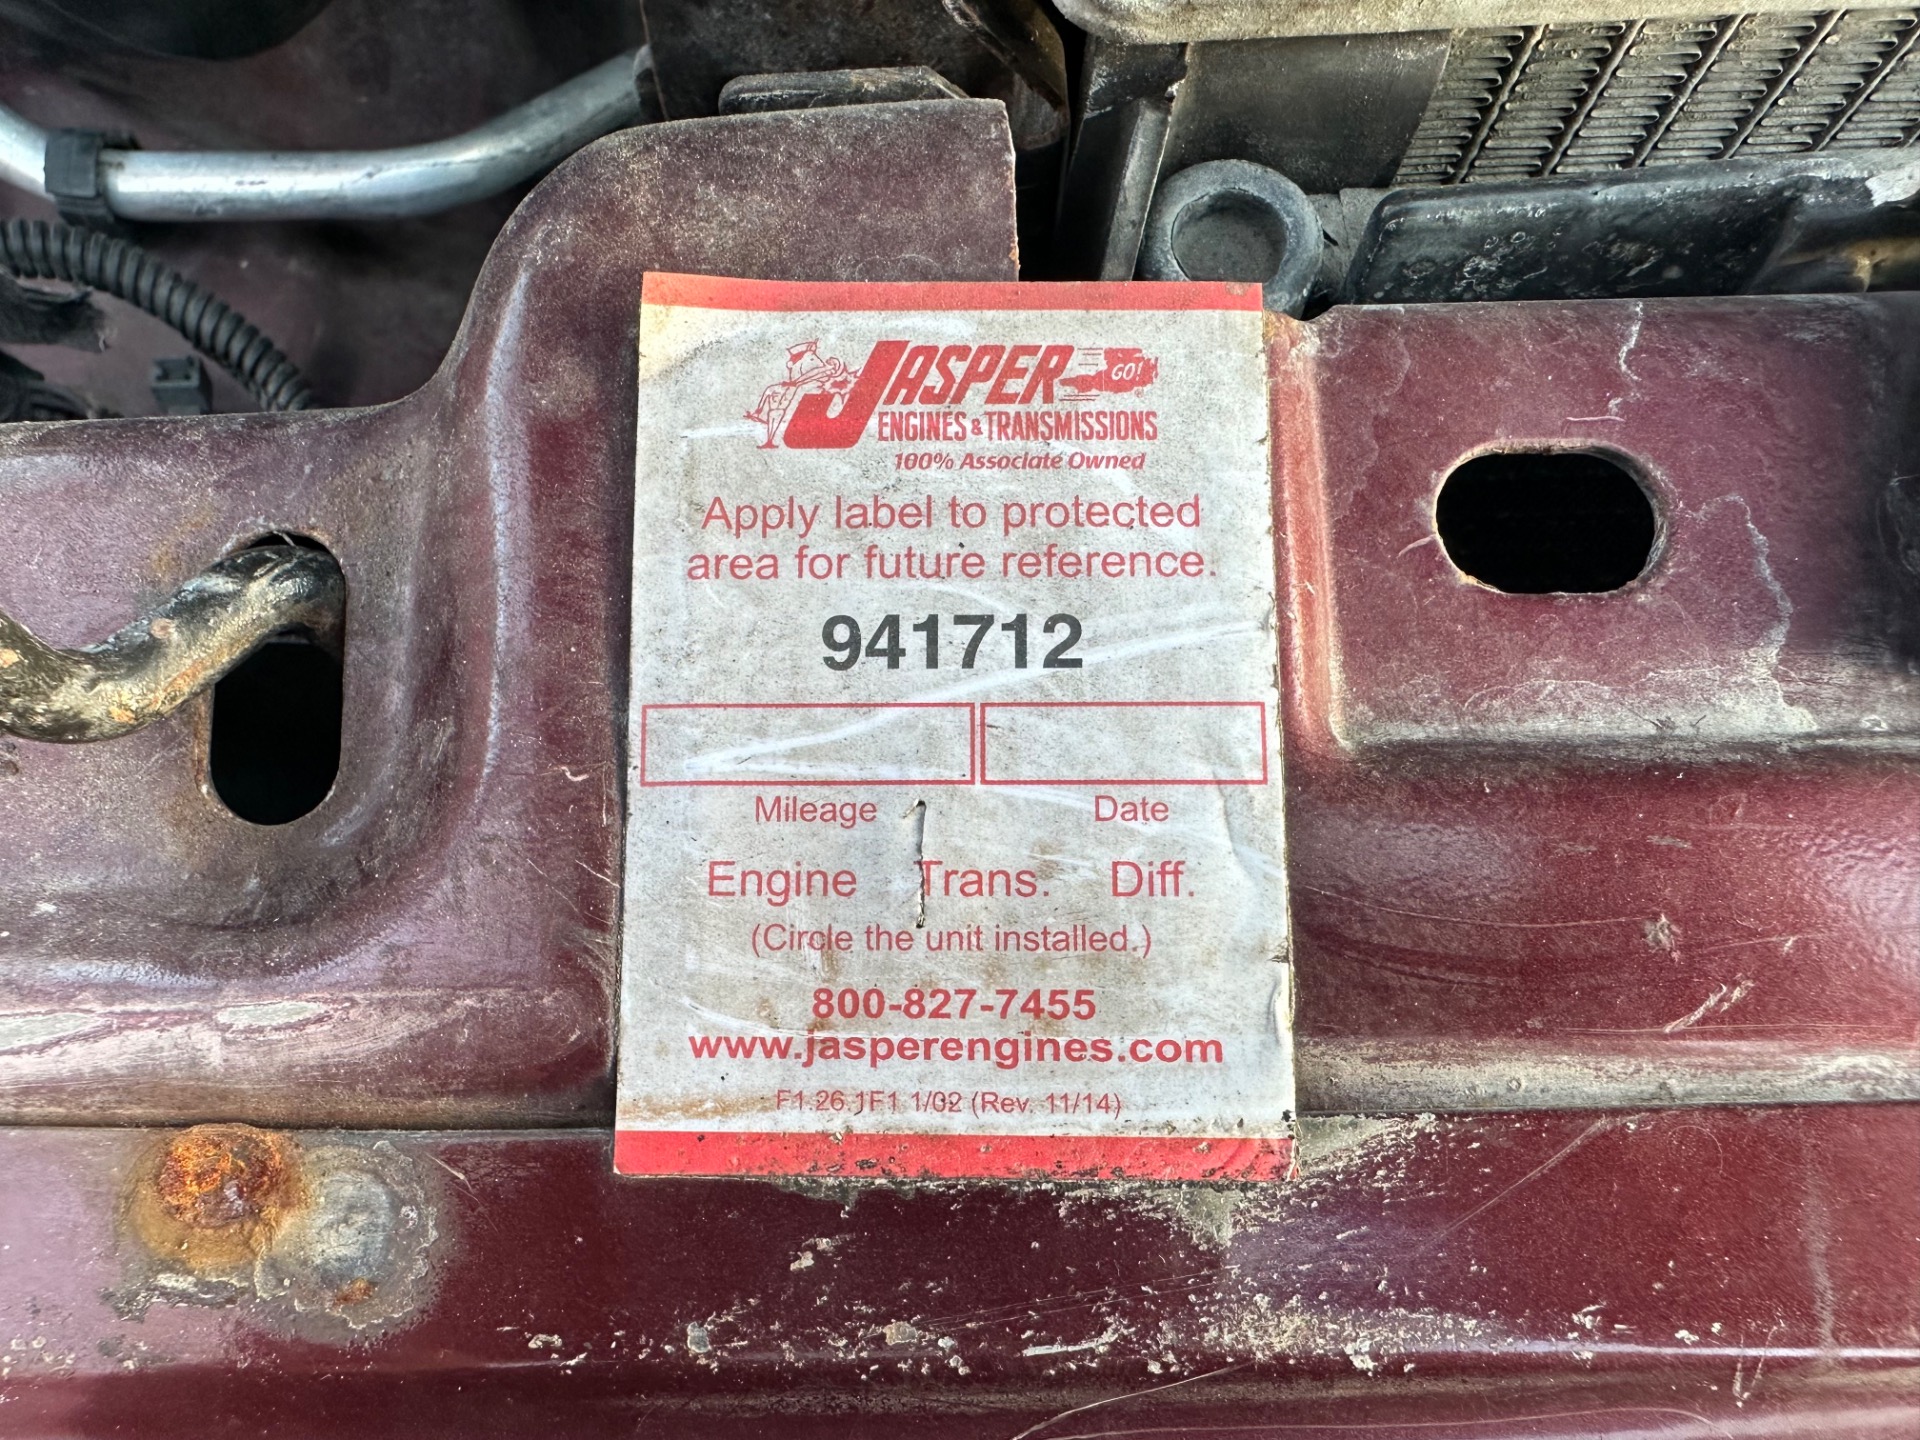 JASPER GO!
ENGINES & TRANSMISSIONS
100% Associate Owned
Apply label to protected
area for future reference.
941712
Mileage Date
Engine Trans. Diff.
(Circle the unit installed.)
800-827-7455
www.jasperengines.com
F1.26.1F1 1/02 (Rev. 11/14)